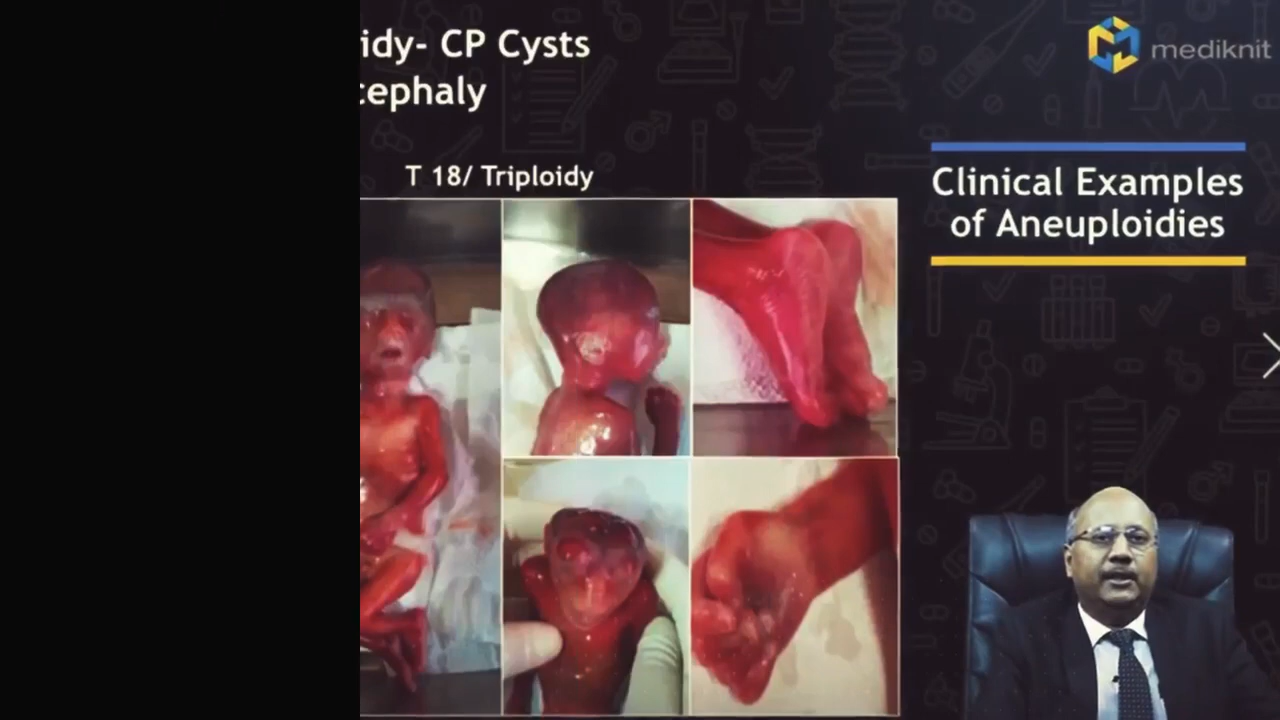 idy- CP Cysts
cephaly
mediknit
T 18/ Triploidy
Clinical Examples
of Aneuploidies